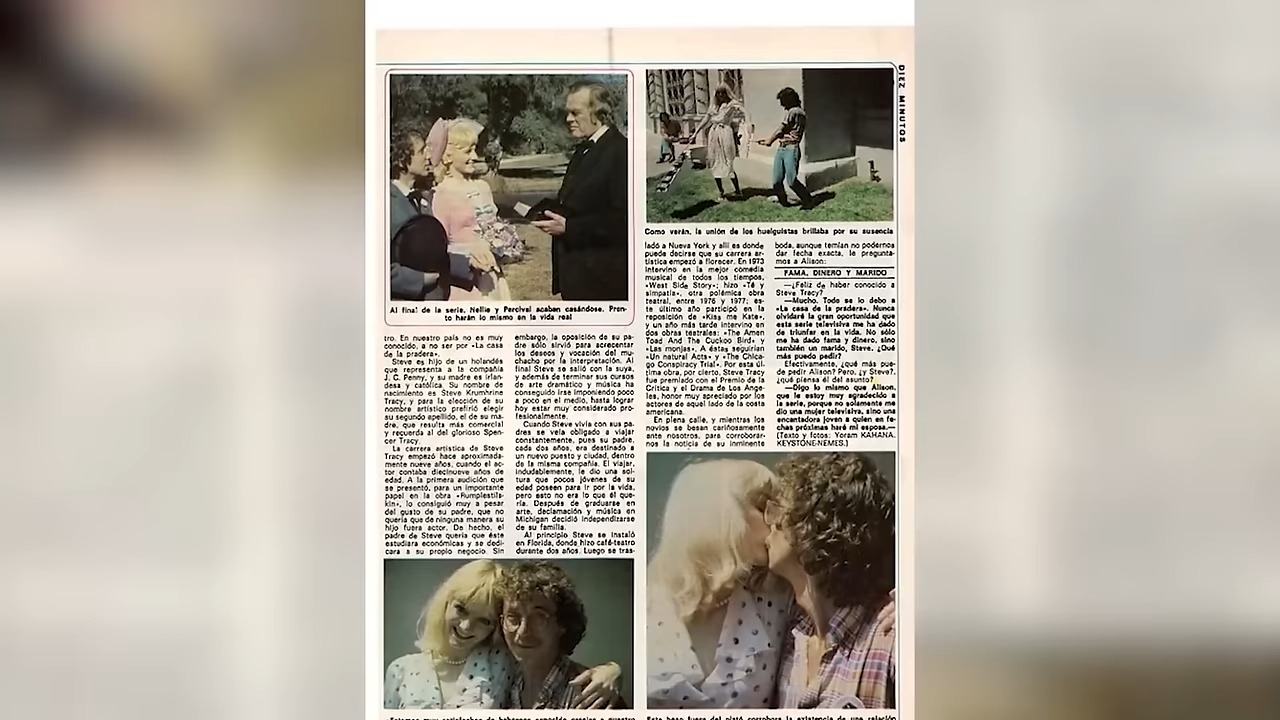 DIEZ MINUTOS
Al final de la serie, Nellie y Percival acaban casándose. Pron-
to harán lo mismo en la vida real
tro. En nuestro país no es muy
conocido, a no ser por «La casa
de la pradera».
Steve es hijo de un holandés
que representa a la compañía
J. C. Penny, y su madre es irlan-
desa y católica. Su nombre de
nacimiento es Steve Krumhrine
Tracy, y para la elección de su
nombre artístico prefirió elegir
su segundo apellido, el de su ma-
dre, que resulta más comercial
y recuerda al del glorioso Spen-
cer Tracy.
La carrera artística de Steve
Tracy empezó hace aproximada-
mente nueve años, cuando el ac-
tor contaba diecinueve años de
edad. A la primera audición que
se presentó, para un importante
papel en la obra «Rumplestils-
kin», lo consiguió muy a pesar
del gusto de su padre, que no
quería que de ninguna manera su
hijo fuera actor. De hecho, el
padre de Steve quería que éste
estudiara económicas y se dedi-
cara a su propio negocio. Sin
embargo, la oposición de su pa-
dre sólo sirvió para acrecentar
los deseos y vocación del mu-
chacho por la interpretación. Al
final Steve se salió con la suya,
y además de terminar sus cursos
de arte dramático y música ha
conseguido irse imponiendo poco
a poco en el medio, hasta lograr
hoy estar muy considerado pro-
fesionalmente.
Cuando Steve vivía con sus pa-
dres se veía obligado a viajar
constantemente, pues su padre,
cada dos años, era destinado a
un nuevo puesto y ciudad, dentro
de la misma compañía. El viajar,
indudablemente, le dio una sol-
tura que pocos jóvenes de su
edad poseen para ir por la vida,
pero esto no era lo que él que-
ría. Después de graduarse en
arte, declamación y música en
Michigan decidió independizarse
de su familia.
Al principio Steve se instaló
en Florida, donde hizo café-teatro
durante dos años. Luego se tras-
Como verán, la unión de los huelguistas brillaba por su ausencia
ladó a Nueva York y allí es donde
puede decirse que su carrera ar-
tística empezó a florecer. En 1973
intervino en la mejor comedia
musical de todos los tiempos,
«West Side Story»; hizo «Té y
simpatía», otra polémica obra
teatral, entre 1976 y 1977; es-
te último año participó en la
reposición de «Kiss me Kate»,
y un año más tarde intervino en
dos obras teatrales: «The Amen
Toad And The Cuckoo Bird» y
«Las monjas». A éstas seguirían
«Un natural Acts» y «The Chica-
go Conspiracy Trial». Por esta úl-
tima obra, por cierto, Steve Tracy
fue premiado con el Premio de la
Crítica y el Drama de Los Ange-
les, honor muy apreciado por los
actores de aquel lado de la costa
americana.
En plena calle, y mientras los
novios se besan cariñosamente
ante nosotros, para corroborar-
nos la noticia de su inminente
boda, aunque temían no podernos
dar fecha exacta, le pregunta-
mos a Alison:
FAMA, DINERO Y MARIDO
—¿Feliz de haber conocido a
Steve Tracy?
—Mucho. Todo se lo debo a
«La casa de la pradera». Nunca
olvidaré la gran oportunidad que
esta serie televisiva me ha dado
de triunfar en la vida. No sólo
me ha dado fama y dinero, sino
también un marido, Steve. ¿Qué
más puedo pedir?
Efectivamente, ¿qué más pue-
de pedir Alison? Pero, ¿y Steve?,
¿qué piensa él del asunto?
—Digo lo mismo que Alison,
que le estoy muy agradecido a
la serie, porque no solamente me
dio una mujer televisiva, sino una
encantadora joven a quien en fe-
chas próximas haré mi esposa.—
(Texto y fotos: Yoram KAHANA.
KEYSTONE-NEMES.)
Este beso fuera del plató corrobora la existencia de una relación